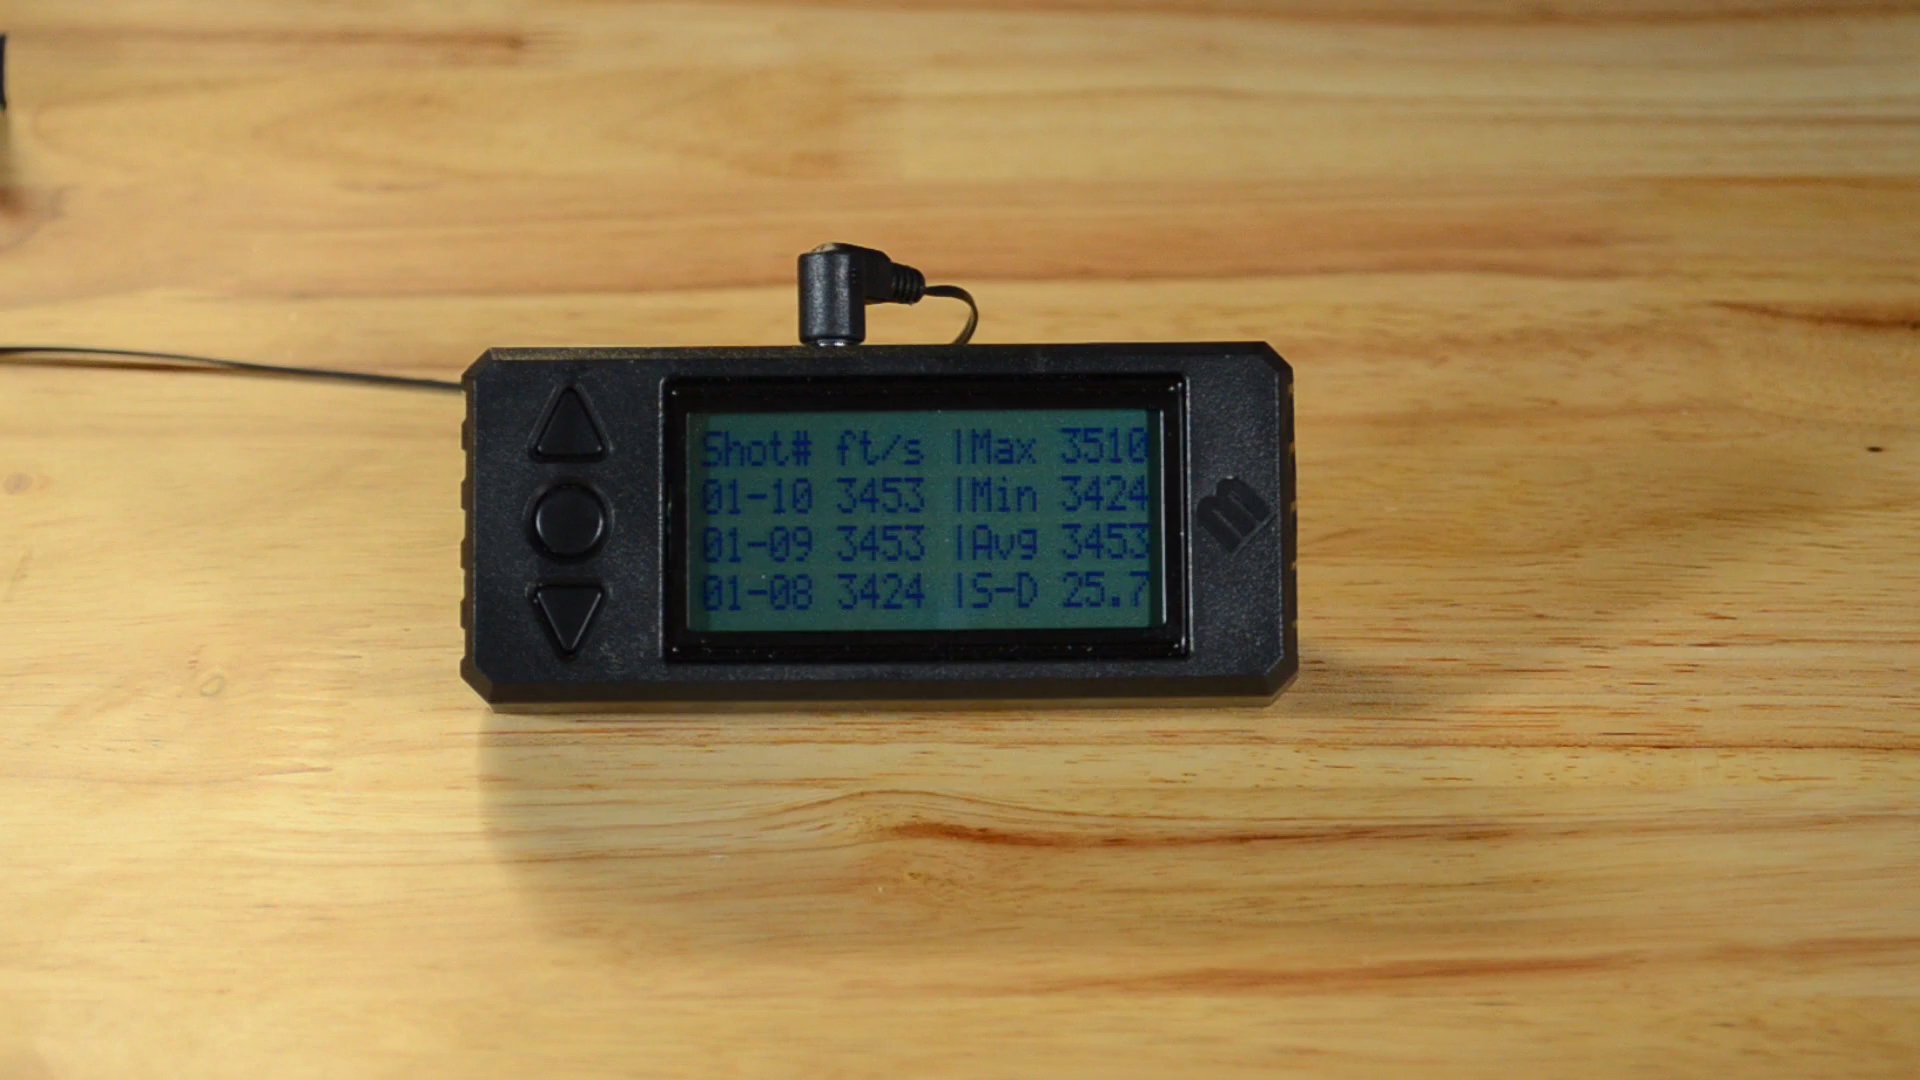 Shot# ft/s |Max 3510
01-10 3453 |Min 3424
01-09 3453 |Avg 3453
01-08 3424 |S-D 25.7